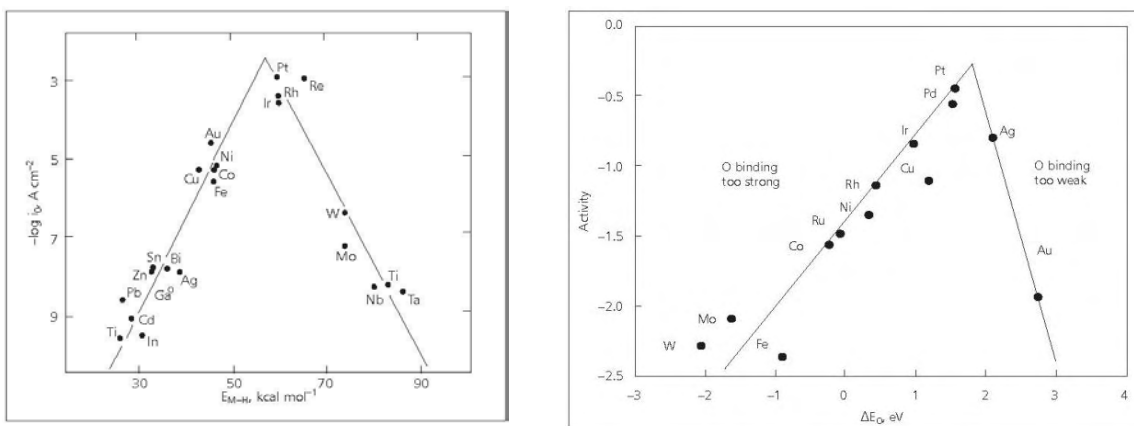 3
5
7
9
–log i₀, A cm⁻²
Pt
Re
Rh
Ir
Au
Ni
Cu
Co
Fe
W
Mo
Sn
Bi
Zn
Ag
Ga
Pb
Cd
Ti
In
Ti
Nb
Ta
30
50
70
90
E_M–H, kcal mol⁻¹
0.0
–0.5
–1.0
–1.5
–2.0
–2.5
Activity
Pt
Pd
Ag
Ir
Cu
O binding
too strong
O binding
too weak
Rh
Ni
Ru
Co
Au
Mo
W
Fe
–3
–2
–1
0
1
2
3
4
ΔE_O, eV